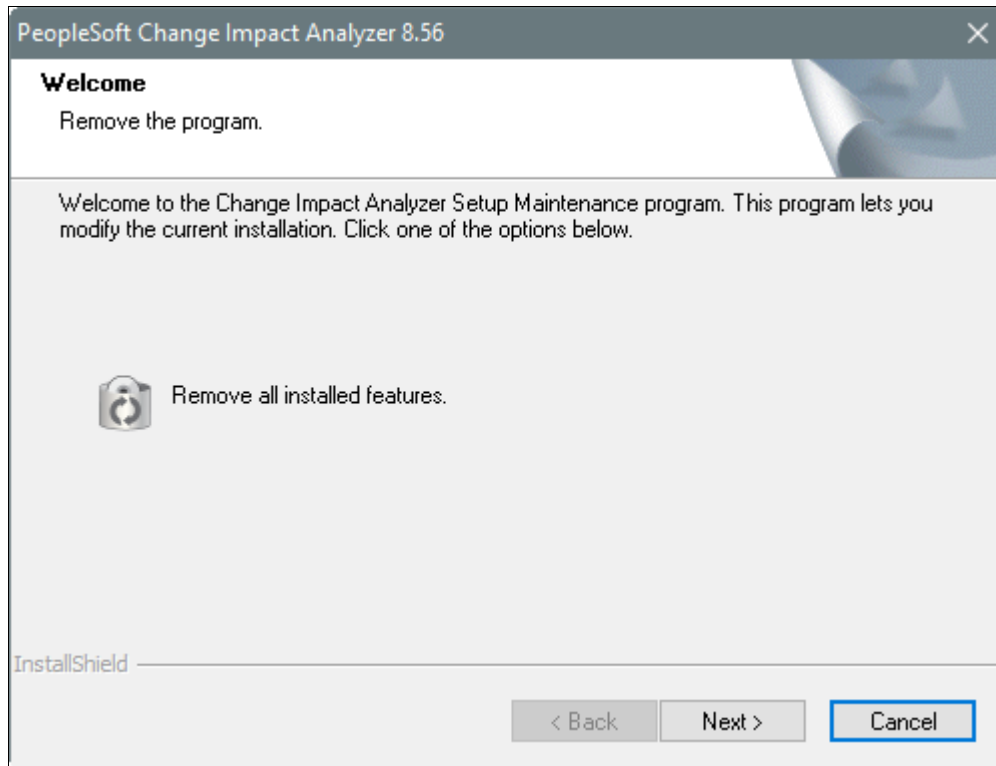 PeopleSoft Change Impact Analyzer 8.56
Welcome
Remove the program.
Welcome to the Change Impact Analyzer Setup Maintenance program. This program lets you
modify the current installation. Click one of the options below.
Remove all installed features.
InstallShield
< Back Next > Cancel